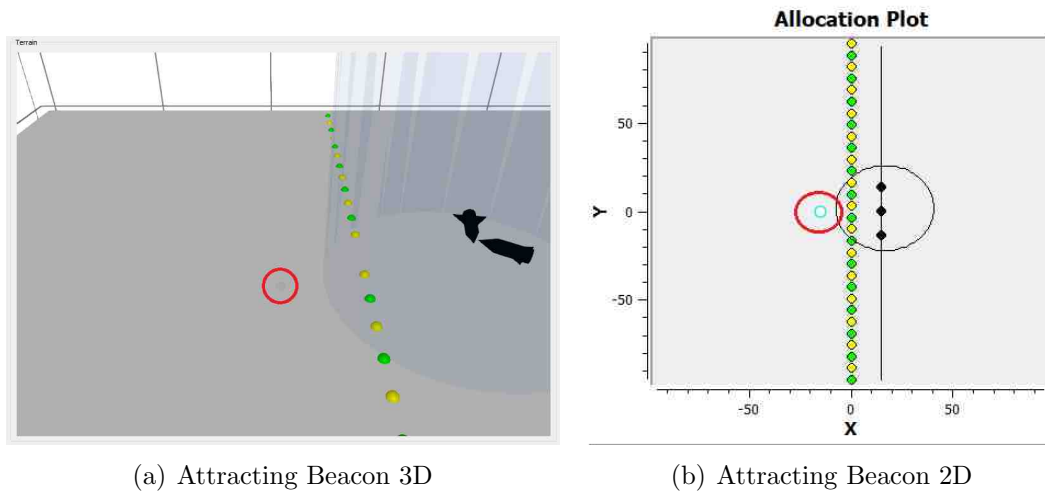 Terrain
Allocation Plot
50
0
-50
Y
-50
0
50
X
(a) Attracting Beacon 3D
(b) Attracting Beacon 2D